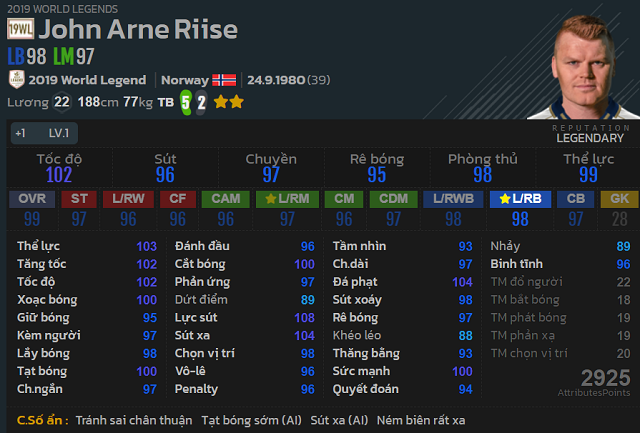 2019 WORLD LEGENDS
19WL John Arne Riise
LB 98 LM 97
2019 World Legend Norway 24.9.1980 (39)
Lương 22 188cm 77kg TB 5 2
REPUTATION
LEGENDARY
+1 LV.1
Tốc độ Sút Chuyền Rê bóng Phòng thủ Thể lực
102 96 97 95 98 99
OVR ST L/RW CF CAM L/RM CM CDM L/RWB L/RB CB GK
99 97 96 96 96 97 96 97 98 98 97 28
Thể lực 103 Đánh đầu 96 Tầm nhìn 93 Nhảy 89
Tăng tốc 102 Cắt bóng 100 Ch.dài 97 Bình tĩnh 96
Tốc độ 102 Phản ứng 97 Đá phạt 104 TM đổ người 22
Xoạc bóng 100 Dứt điểm 89 Sút xoáy 98 TM bắt bóng 18
Giữ bóng 95 Lực sút 108 Rê bóng 97 TM phát bóng 19
Kèm người 97 Sút xa 104 Khéo léo 88 TM phản xạ 19
Lấy bóng 98 Chọn vị trí 98 Thăng bằng 93 TM chọn vị trí 20
Tạt bóng 100 Vô-lê 96 Sức mạnh 100
Ch.ngắn 97 Penalty 96 Quyết đoán 94
2925
AttributesPoints
C.Số ẩn : Tránh sai chân thuận Tạt bóng sớm (AI) Sút xa (AI) Ném biên rất xa